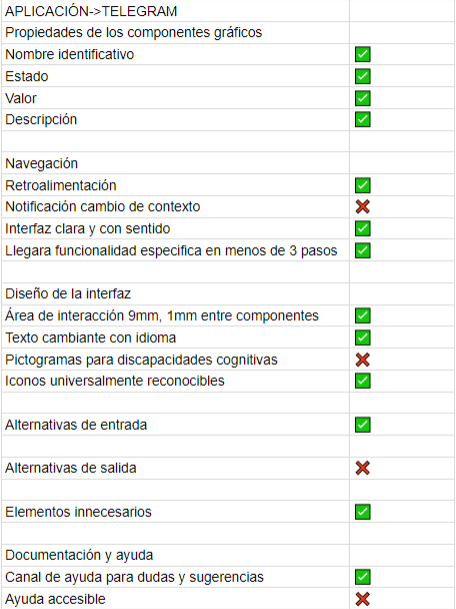 APLICACIÓN->TELEGRAM
Propiedades de los componentes gráficos
Nombre identificativo
Estado
Valor
Descripción
Navegación
Retroalimentación
Notificación cambio de contexto
Interfaz clara y con sentido
Llegara funcionalidad especifica en menos de 3 pasos
Diseño de la interfaz
Área de interacción 9mm, 1mm entre componentes
Texto cambiante con idioma
Pictogramas para discapacidades cognitivas
Iconos universalmente reconocibles
Alternativas de entrada
Alternativas de salida
Elementos innecesarios
Documentación y ayuda
Canal de ayuda para dudas y sugerencias
Ayuda accesible